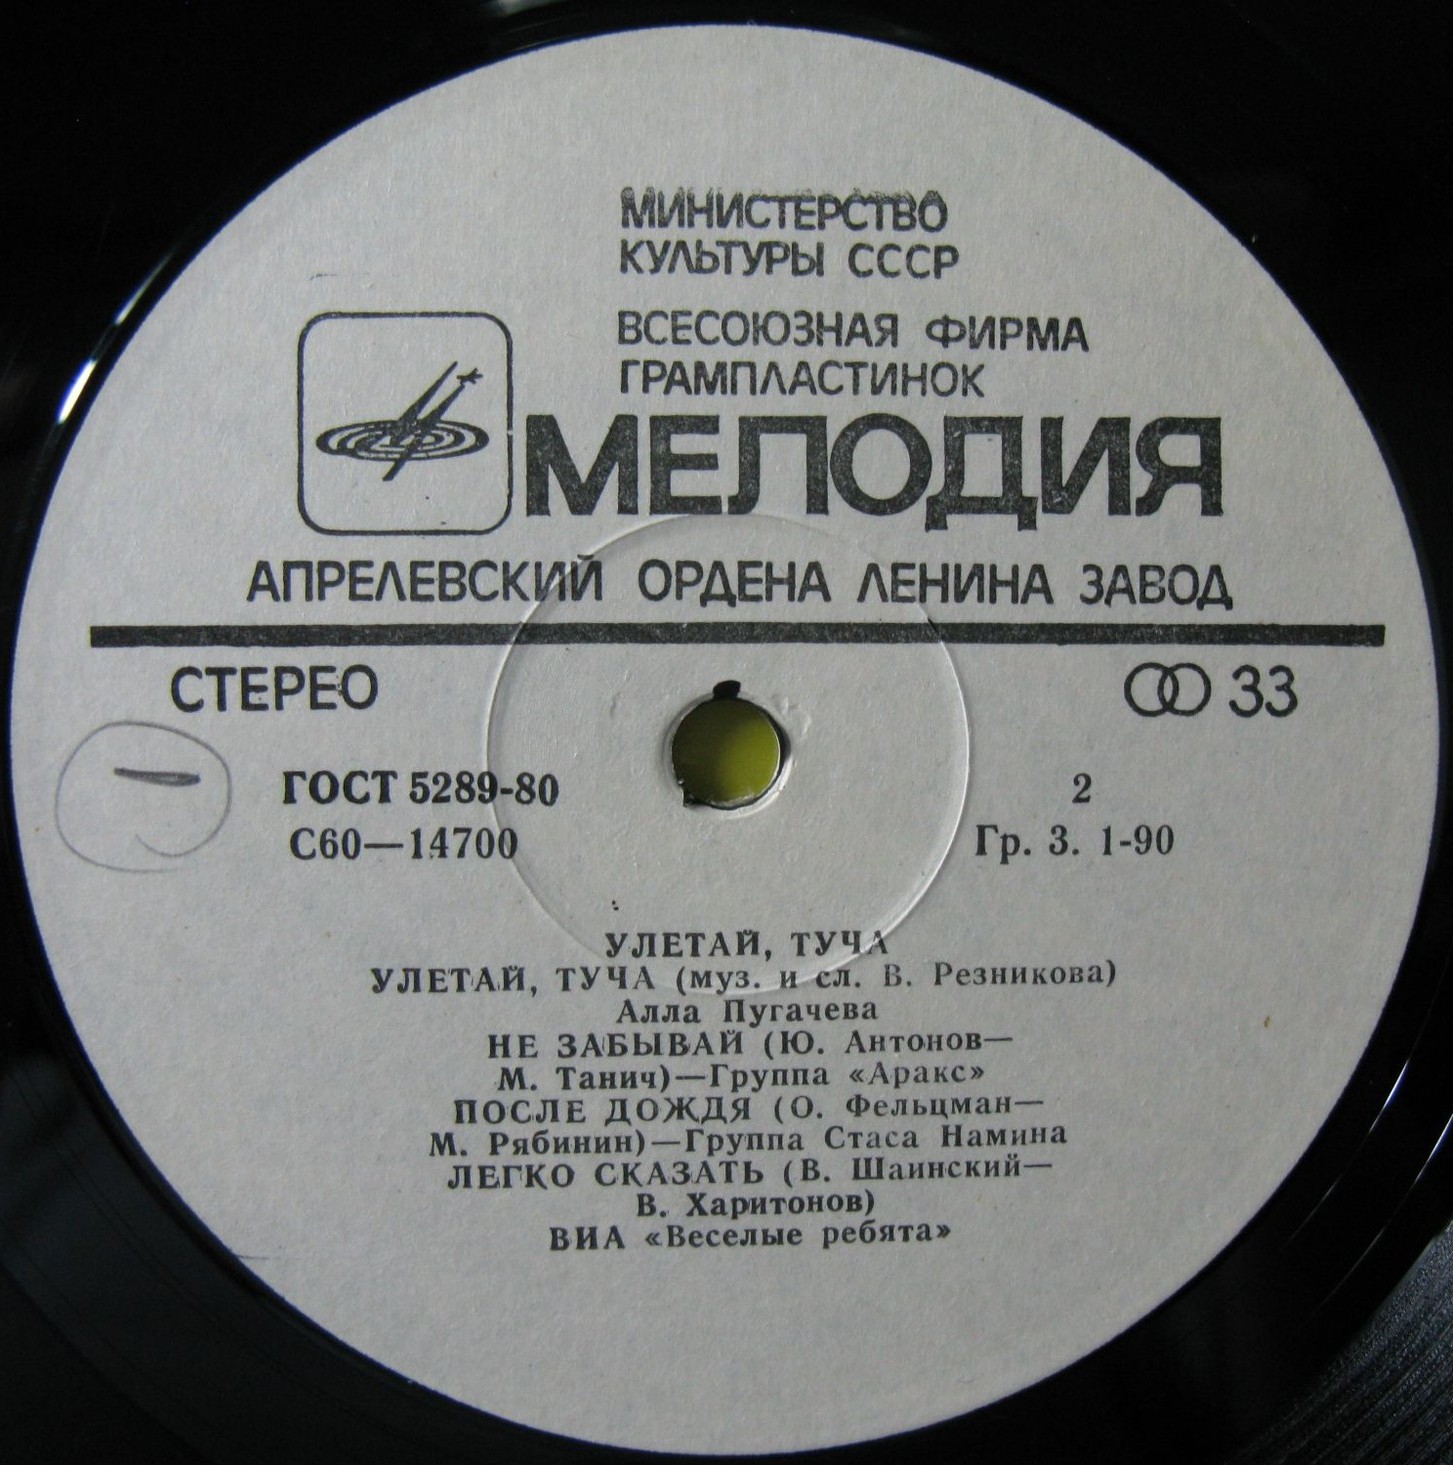 МИНИСТЕРСТВО
КУЛЬТУРЫ СССР
ВСЕСОЮЗНАЯ ФИРМА
ГРАМПЛАСТИНОК
МЕЛОДИЯ
АПРЕЛЕВСКИЙ ОРДЕНА ЛЕНИНА ЗАВОД
СТЕРЕО 33
ГОСТ 5289-80 2
С60—14700 Гр. 3. 1-90
УЛЕТАЙ, ТУЧА
УЛЕТАЙ, ТУЧА (муз. и сл. В. Резникова)
Алла Пугачева
НЕ ЗАБЫВАЙ (Ю. Антонов—
М. Танич)—Группа «Аракс»
ПОСЛЕ ДОЖДЯ (О. Фельцман—
М. Рябинин)—Группа Стаса Намина
ЛЕГКО СКАЗАТЬ (В. Шаинский—
В. Харитонов)
ВИА «Веселые ребята»